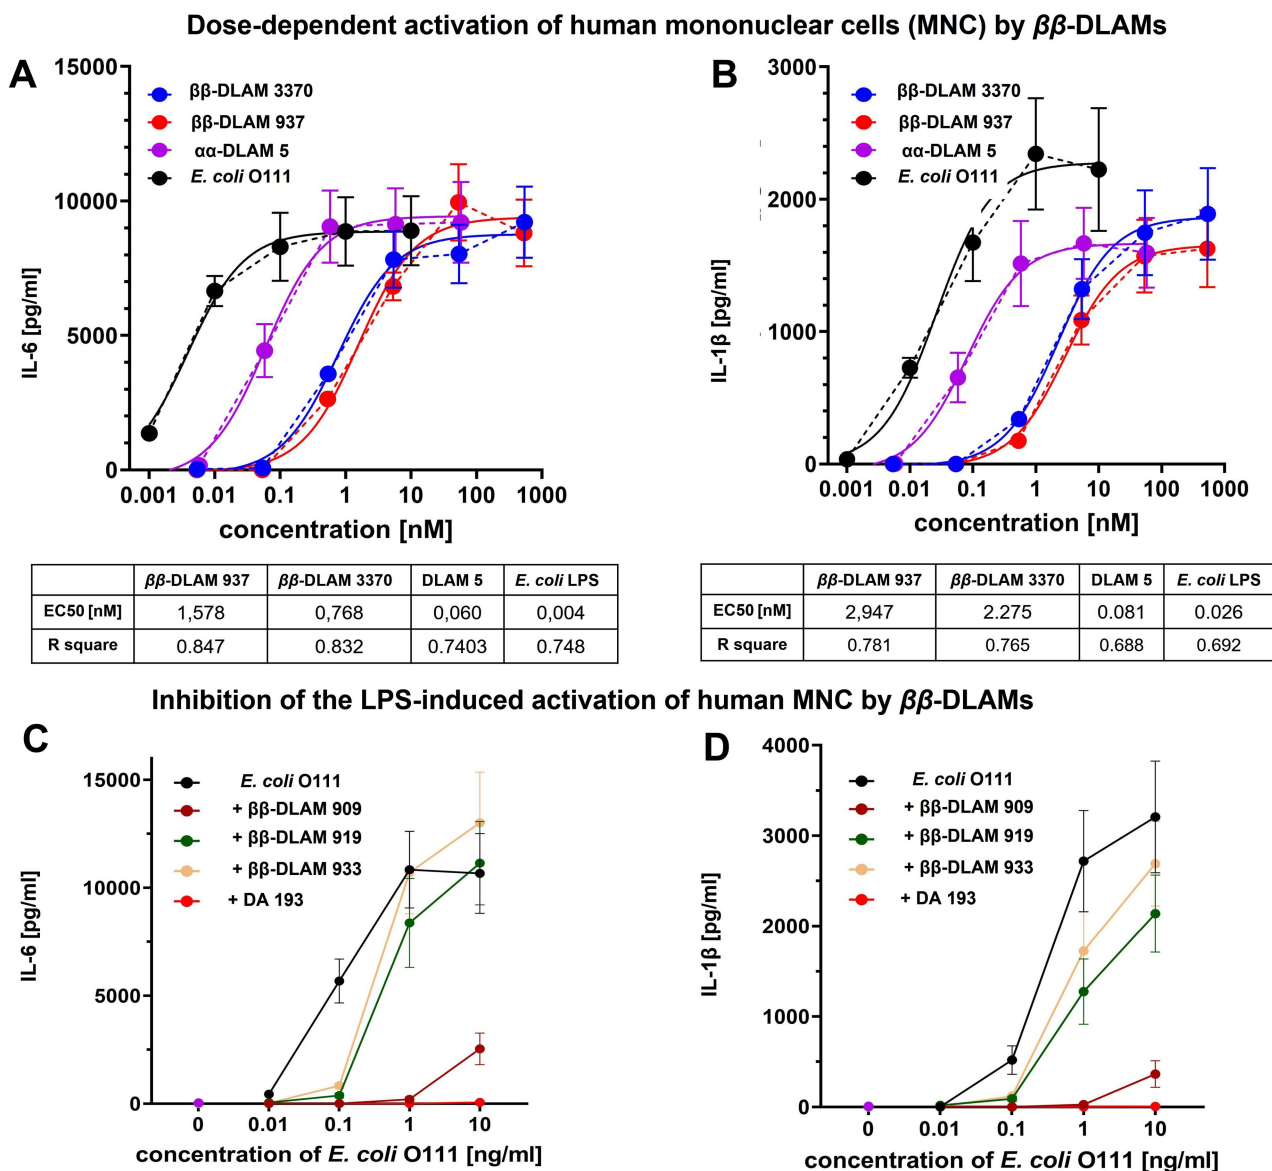 Dose-dependent activation of human mononuclear cells (MNC) by ββ-DLAMs
A
15000
10000
5000
0
IL-6 [pg/ml]
ββ-DLAM 3370
ββ-DLAM 937
αα-DLAM 5
E. coli O111
0.001 0.01 0.1 1 10 100 1000
concentration [nM]
B
3000
2000
1000
0
IL-1β [pg/ml]
ββ-DLAM 3370
ββ-DLAM 937
αα-DLAM 5
E. coli O111
0.001 0.01 0.1 1 10 100 1000
concentration [nM]
ββ-DLAM 937 ββ-DLAM 3370 DLAM 5 E. coli LPS
EC50 [nM] 1,578 0,768 0,060 0,004
R square 0.847 0.832 0.7403 0.748
ββ-DLAM 937 ββ-DLAM 3370 DLAM 5 E. coli LPS
EC50 [nM] 2,947 2.275 0.081 0.026
R square 0.781 0.765 0.688 0.692
Inhibition of the LPS-induced activation of human MNC by ββ-DLAMs
C
15000
10000
5000
0
IL-6 [pg/ml]
E. coli O111
+ ββ-DLAM 909
+ ββ-DLAM 919
+ ββ-DLAM 933
+ DA 193
0 0.01 0.1 1 10
concentration of E. coli O111 [ng/ml]
D
4000
3000
2000
1000
0
IL-1β [pg/ml]
E. coli O111
+ ββ-DLAM 909
+ ββ-DLAM 919
+ ββ-DLAM 933
+ DA 193
0 0.01 0.1 1 10
concentration of E. coli O111 [ng/ml]